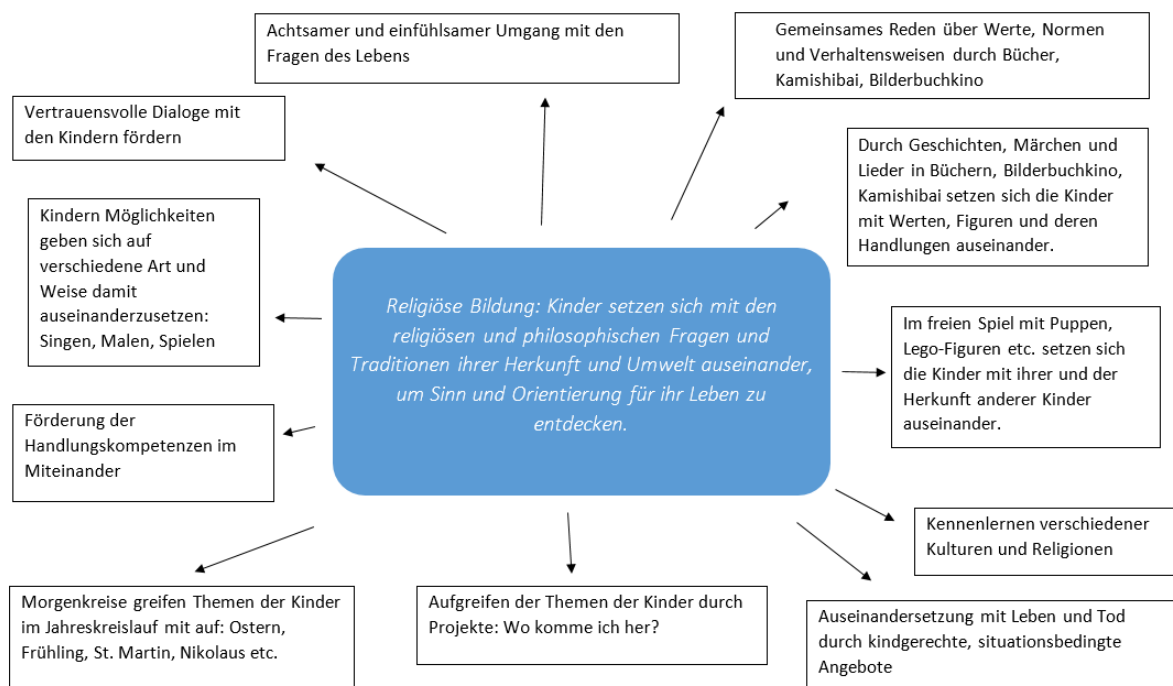 Achtsamer und einfühlsamer Umgang mit den
Fragen des Lebens
Gemeinsames Reden über Werte, Normen
und Verhaltensweisen durch Bücher,
Kamishibai, Bilderbuchkino
Vertrauensvolle Dialoge mit
den Kindern fördern
Durch Geschichten, Märchen und
Lieder in Büchern, Bilderbuchkino,
Kamishibai setzen sich die Kinder
mit Werten, Figuren und deren
Handlungen auseinander.
Kindern Möglichkeiten
geben sich auf
verschiedene Art und
Weise damit
auseinanderzusetzen:
Singen, Malen, Spielen
Religiöse Bildung: Kinder setzen sich mit den
religiösen und philosophischen Fragen und
Traditionen ihrer Herkunft und Umwelt auseinander,
um Sinn und Orientierung für ihr Leben zu
entdecken.
Im freien Spiel mit Puppen,
Lego-Figuren etc. setzen sich
die Kinder mit ihrer und der
Herkunft anderer Kinder
auseinander.
Förderung der
Handlungskompetenzen im
Miteinander
Kennenlernen verschiedener
Kulturen und Religionen
Morgenkreise greifen Themen der Kinder
im Jahreskreislauf mit auf: Ostern,
Frühling, St. Martin, Nikolaus etc.
Aufgreifen der Themen der Kinder durch
Projekte: Wo komme ich her?
Auseinandersetzung mit Leben und Tod
durch kindgerechte, situationsbedingte
Angebote